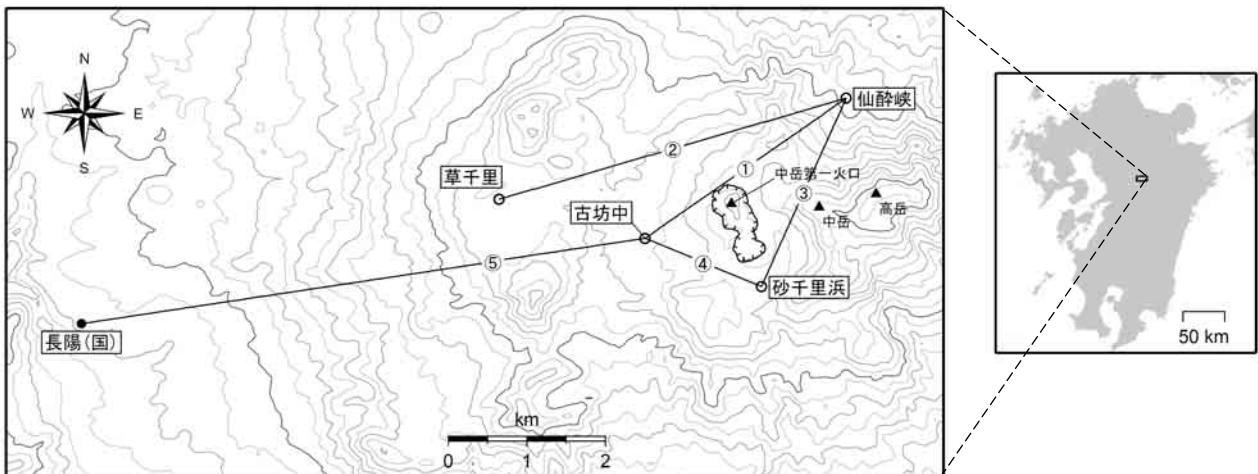 N
W
E
S
仙酔峡
②
草千里
①
中岳第一火口
③
高岳
中岳
古坊中
⑤
④
砂千里浜
長陽(国)
km
0
1
2
50 km